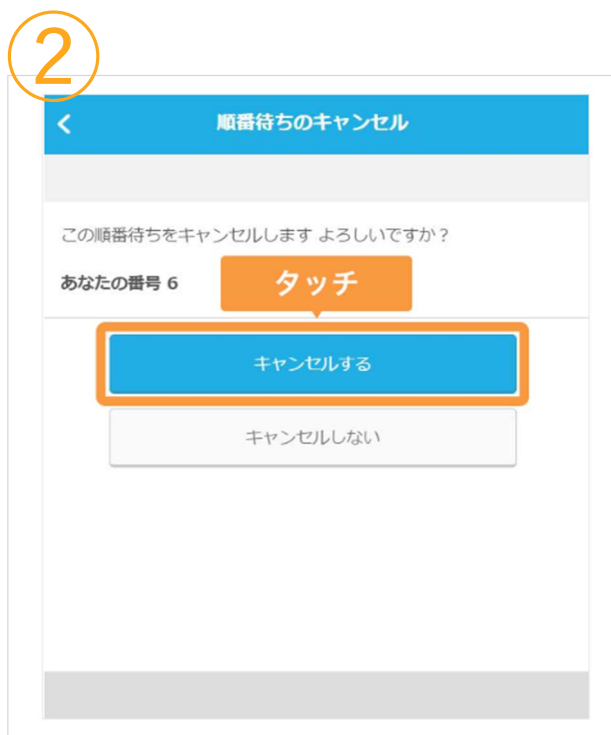 ②
順番待ちのキャンセル
この順番待ちをキャンセルします よろしいですか？
あなたの番号 6
タッチ
キャンセルする
キャンセルしない